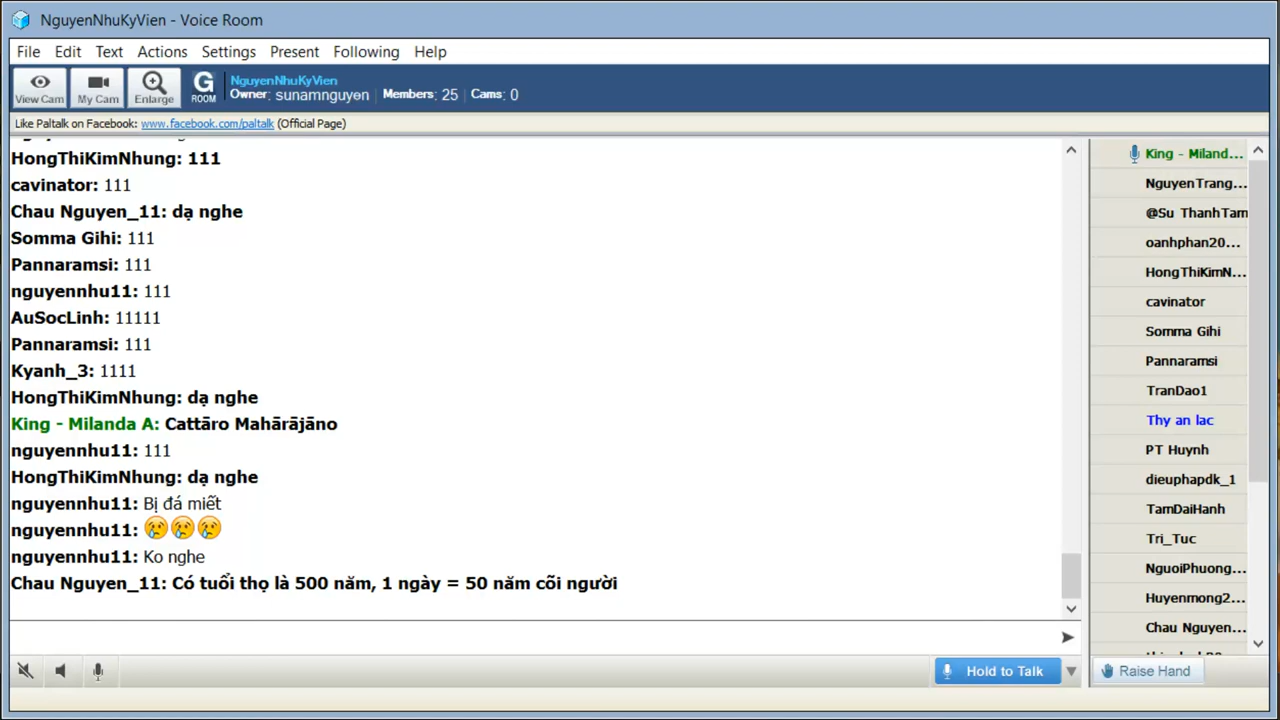 NguyenNhuKyVien - Voice Room
File Edit Text Actions Settings Present Following Help
View Cam My Cam Enlarge G ROOM
NguyenNhuKyVien
Owner: sunamnguyen Members: 25 Cams: 0
Like Paltalk on Facebook: www.facebook.com/paltalk (Official Page)
HongThiKimNhung: 111
cavinator: 111
Chau Nguyen_11: dạ nghe
Somma Gihi: 111
Pannaramsi: 111
nguyennhu11: 111
AuSocLinh: 11111
Pannaramsi: 111
Kyanh_3: 1111
HongThiKimNhung: dạ nghe
King - Milanda A: Cattāro Mahārājāno
nguyennhu11: 111
HongThiKimNhung: dạ nghe
nguyennhu11: Bị đá miết
nguyennhu11: 😢😢😢
nguyennhu11: Ko nghe
Chau Nguyen_11: Có tuổi thọ là 500 năm, 1 ngày = 50 năm cõi người
Hold to Talk
King - Miland...
NguyenTrang...
@Su ThanhTam
oanhphan20...
HongThiKimN...
cavinator
Somma Gihi
Pannaramsi
TranDao1
Thy an lac
PT Huynh
dieuphapdk_1
TamDaiHanh
Tri_Tuc
NguoiPhuong...
Huyenmong2...
Chau Nguyen...
Raise Hand